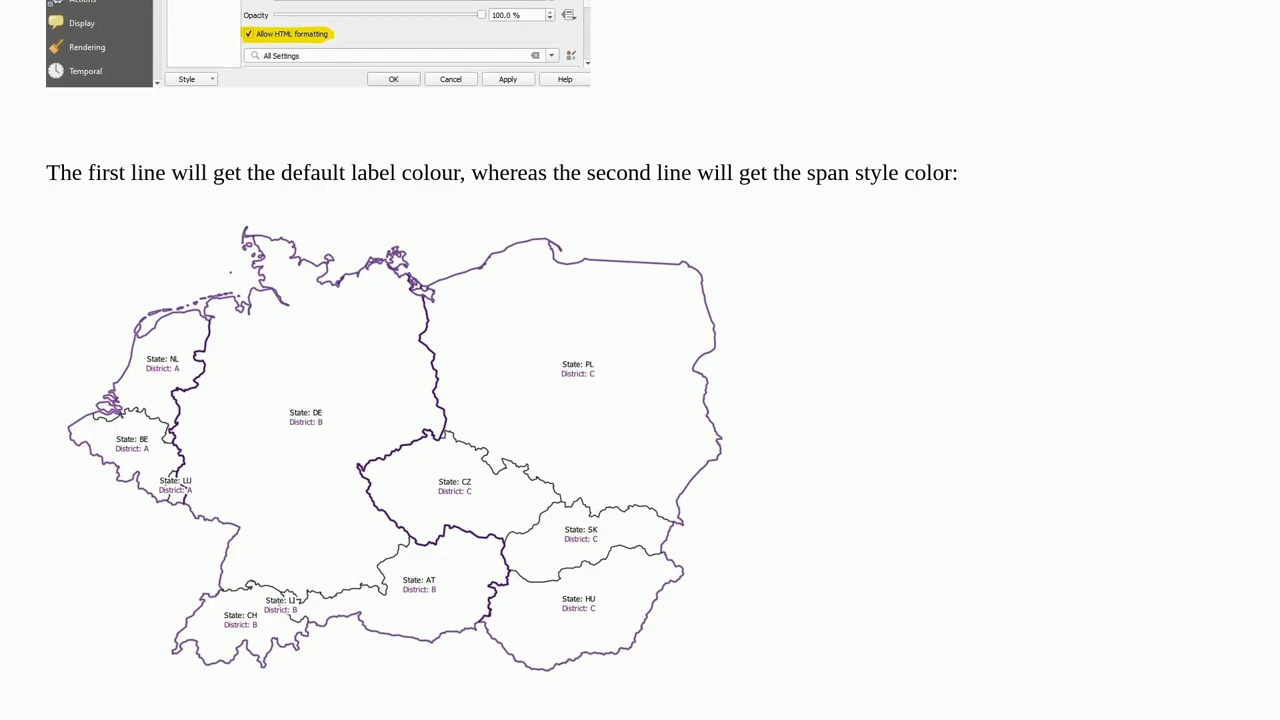 Actions
Opacity
100.0 %
Display
Allow HTML formatting
Rendering
All Settings
Temporal
Style
OK
Cancel
Apply
Help
The first line will get the default label colour, whereas the second line will get the span style color:
State: NL
District: A
State: PL
District: C
State: DE
District: B
State: BE
District: A
State: LU
District: A
State: CZ
District: C
State: SK
District: C
State: AT
District: B
State: LI
District: B
State: HU
District: C
State: CH
District: B